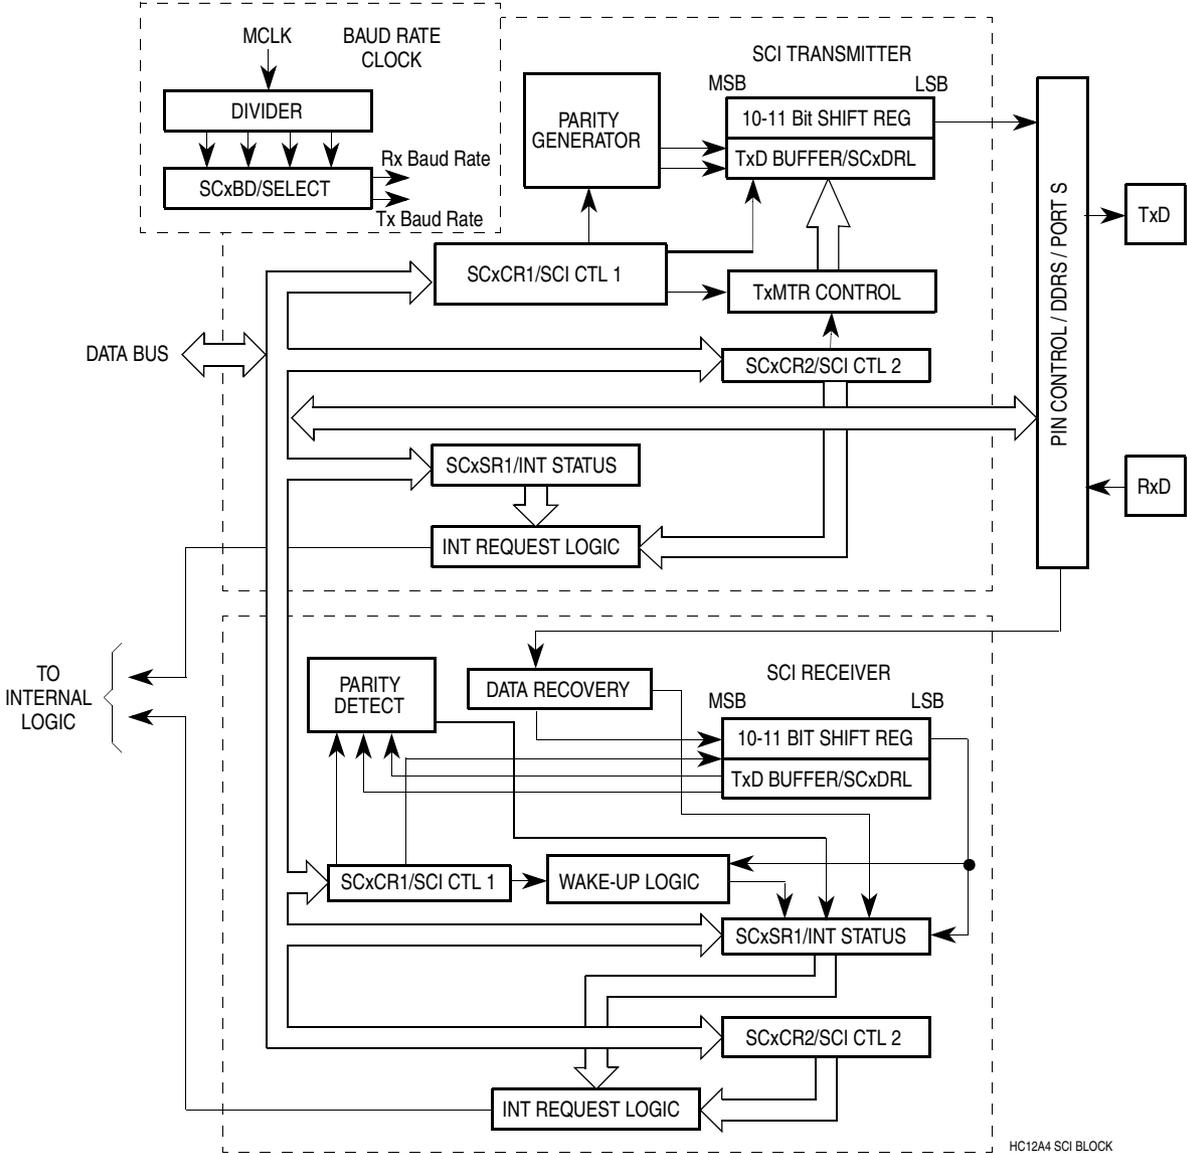 MCLK
BAUD RATE
CLOCK
DIVIDER
SCxBD/SELECT
Rx Baud Rate
Tx Baud Rate
SCI TRANSMITTER
MSB
LSB
PARITY
GENERATOR
10-11 Bit SHIFT REG
TxD BUFFER/SCxDRL
SCxCR1/SCI CTL 1
TxMTR CONTROL
DATA BUS
SCxCR2/SCI CTL 2
SCxSR1/INT STATUS
INT REQUEST LOGIC
PIN CONTROL / DDRS / PORT S
TxD
RxD
TO
INTERNAL
LOGIC
SCI RECEIVER
PARITY
DETECT
DATA RECOVERY
MSB
LSB
10-11 BIT SHIFT REG
TxD BUFFER/SCxDRL
SCxCR1/SCI CTL 1
WAKE-UP LOGIC
SCxSR1/INT STATUS
SCxCR2/SCI CTL 2
INT REQUEST LOGIC
HC12A4 SCI BLOCK